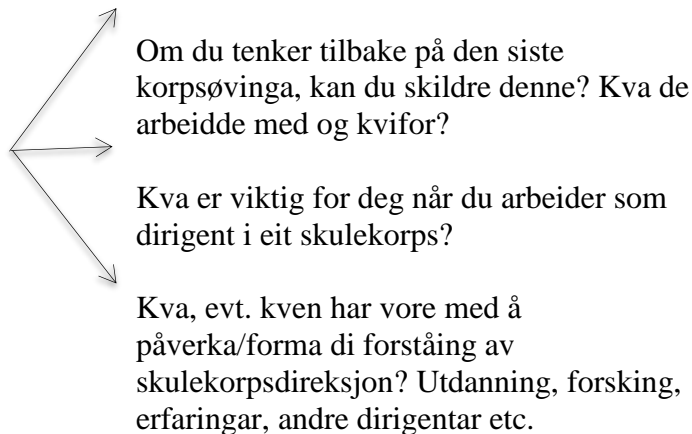 Om du tenker tilbake på den siste
korpsøvinga, kan du skildre denne? Kva de
arbeidde med og kvifor?
Kva er viktig for deg når du arbeider som
dirigent i eit skulekorps?
Kva, evt. kven har vore med å
påverka/forma di forståing av
skulekorpsdireksjon? Utdanning, forsking,
erfaringar, andre dirigentar etc.